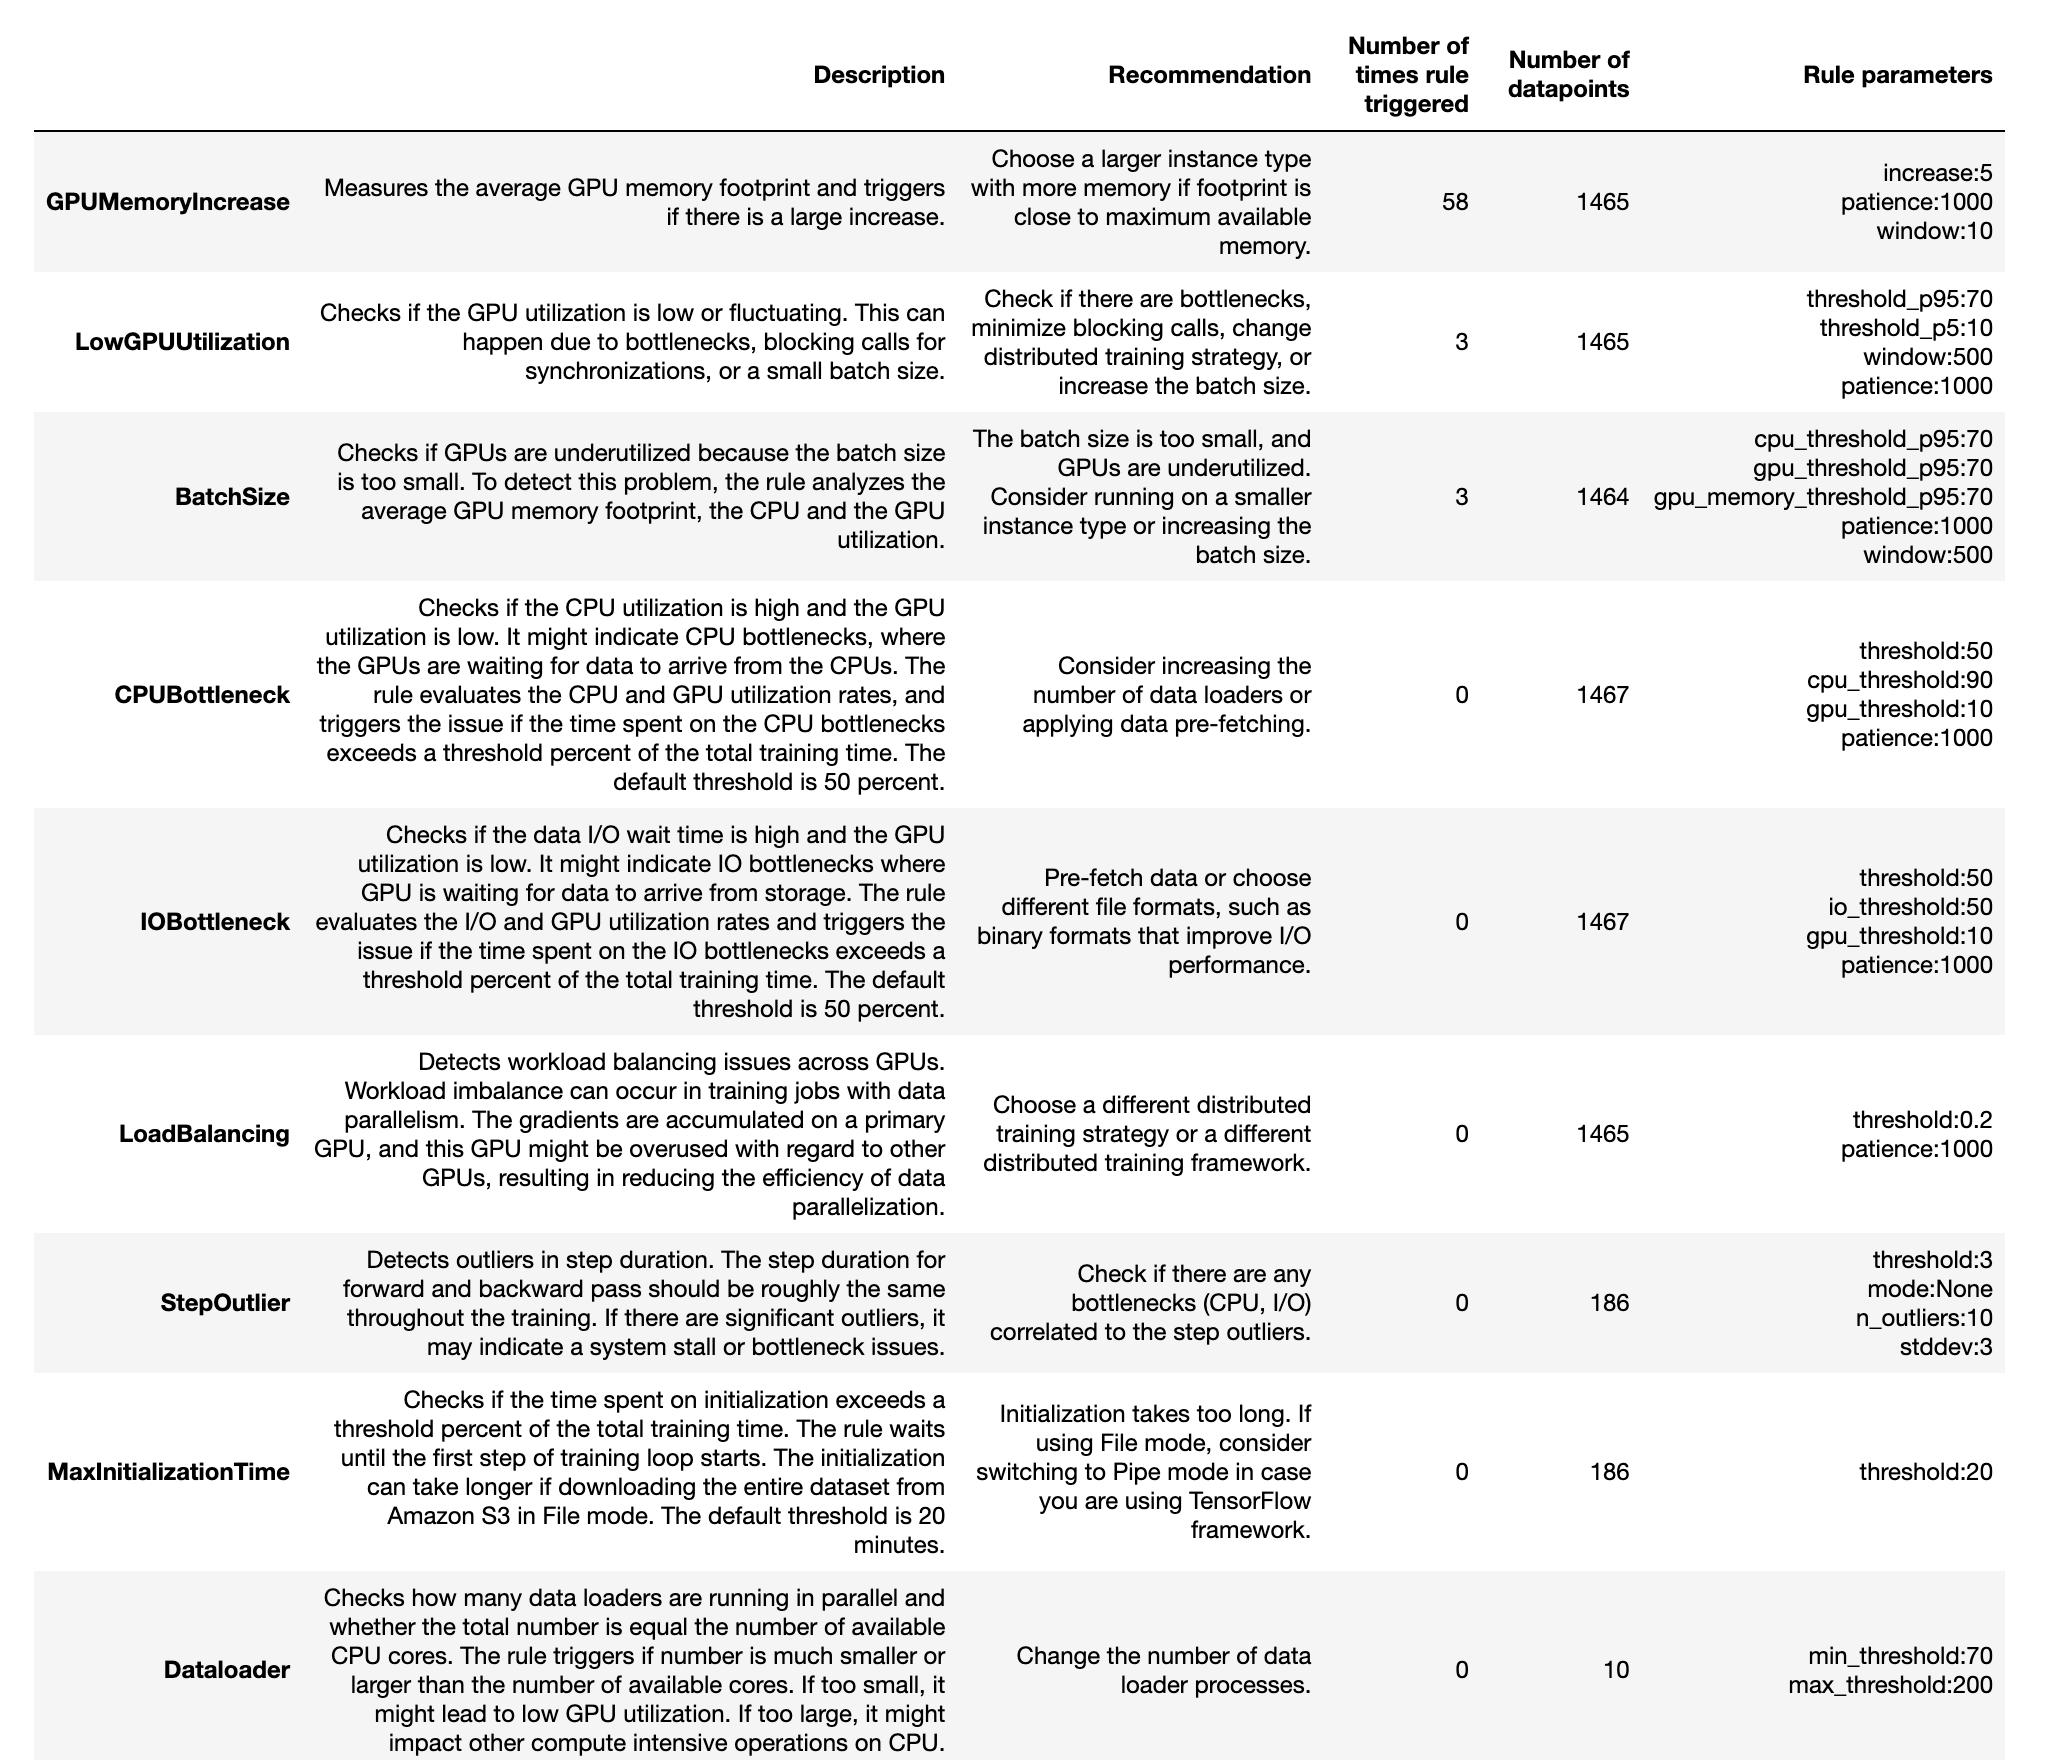 Description
Recommendation
Number of
times rule
triggered
Number of
datapoints
Rule parameters
GPUMemoryIncrease
Measures the average GPU memory footprint and triggers
if there is a large increase.
Choose a larger instance type
with more memory if footprint is
close to maximum available
memory.
58
1465
increase:5
patience:1000
window:10
LowGPUUtilization
Checks if the GPU utilization is low or fluctuating. This can
happen due to bottlenecks, blocking calls for
synchronizations, or a small batch size.
Check if there are bottlenecks,
minimize blocking calls, change
distributed training strategy, or
increase the batch size.
3
1465
threshold_p95:70
threshold_p5:10
window:500
patience:1000
BatchSize
Checks if GPUs are underutilized because the batch size
is too small. To detect this problem, the rule analyzes the
average GPU memory footprint, the CPU and the GPU
utilization.
The batch size is too small, and
GPUs are underutilized.
Consider running on a smaller
instance type or increasing the
batch size.
3
1464
cpu_threshold_p95:70
gpu_threshold_p95:70
gpu_memory_threshold_p95:70
patience:1000
window:500
CPUBottleneck
Checks if the CPU utilization is high and the GPU
utilization is low. It might indicate CPU bottlenecks, where
the GPUs are waiting for data to arrive from the CPUs. The
rule evaluates the CPU and GPU utilization rates, and
triggers the issue if the time spent on the CPU bottlenecks
exceeds a threshold percent of the total training time. The
default threshold is 50 percent.
Consider increasing the
number of data loaders or
applying data pre-fetching.
0
1467
threshold:50
cpu_threshold:90
gpu_threshold:10
patience:1000
IOBottleneck
Checks if the data I/O wait time is high and the GPU
utilization is low. It might indicate IO bottlenecks where
GPU is waiting for data to arrive from storage. The rule
evaluates the I/O and GPU utilization rates and triggers the
issue if the time spent on the IO bottlenecks exceeds a
threshold percent of the total training time. The default
threshold is 50 percent.
Pre-fetch data or choose
different file formats, such as
binary formats that improve I/O
performance.
0
1467
threshold:50
io_threshold:50
gpu_threshold:10
patience:1000
LoadBalancing
Detects workload balancing issues across GPUs.
Workload imbalance can occur in training jobs with data
parallelism. The gradients are accumulated on a primary
GPU, and this GPU might be overused with regard to other
GPUs, resulting in reducing the efficiency of data
parallelization.
Choose a different distributed
training strategy or a different
distributed training framework.
0
1465
threshold:0.2
patience:1000
StepOutlier
Detects outliers in step duration. The step duration for
forward and backward pass should be roughly the same
throughout the training. If there are significant outliers, it
may indicate a system stall or bottleneck issues.
Check if there are any
bottlenecks (CPU, I/O)
correlated to the step outliers.
0
186
threshold:3
mode:None
n_outliers:10
stddev:3
MaxInitializationTime
Checks if the time spent on initialization exceeds a
threshold percent of the total training time. The rule waits
until the first step of training loop starts. The initialization
can take longer if downloading the entire dataset from
Amazon S3 in File mode. The default threshold is 20
minutes.
Initialization takes too long. If
using File mode, consider
switching to Pipe mode in case
you are using TensorFlow
framework.
0
186
threshold:20
Dataloader
Checks how many data loaders are running in parallel and
whether the total number is equal the number of available
CPU cores. The rule triggers if number is much smaller or
larger than the number of available cores. If too small, it
might lead to low GPU utilization. If too large, it might
impact other compute intensive operations on CPU.
Change the number of data
loader processes.
0
10
min_threshold:70
max_threshold:200